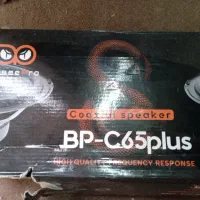 Coaxial speaker
BP-C65plus
HIGH QUALITY FREQUENCY RESPONSE